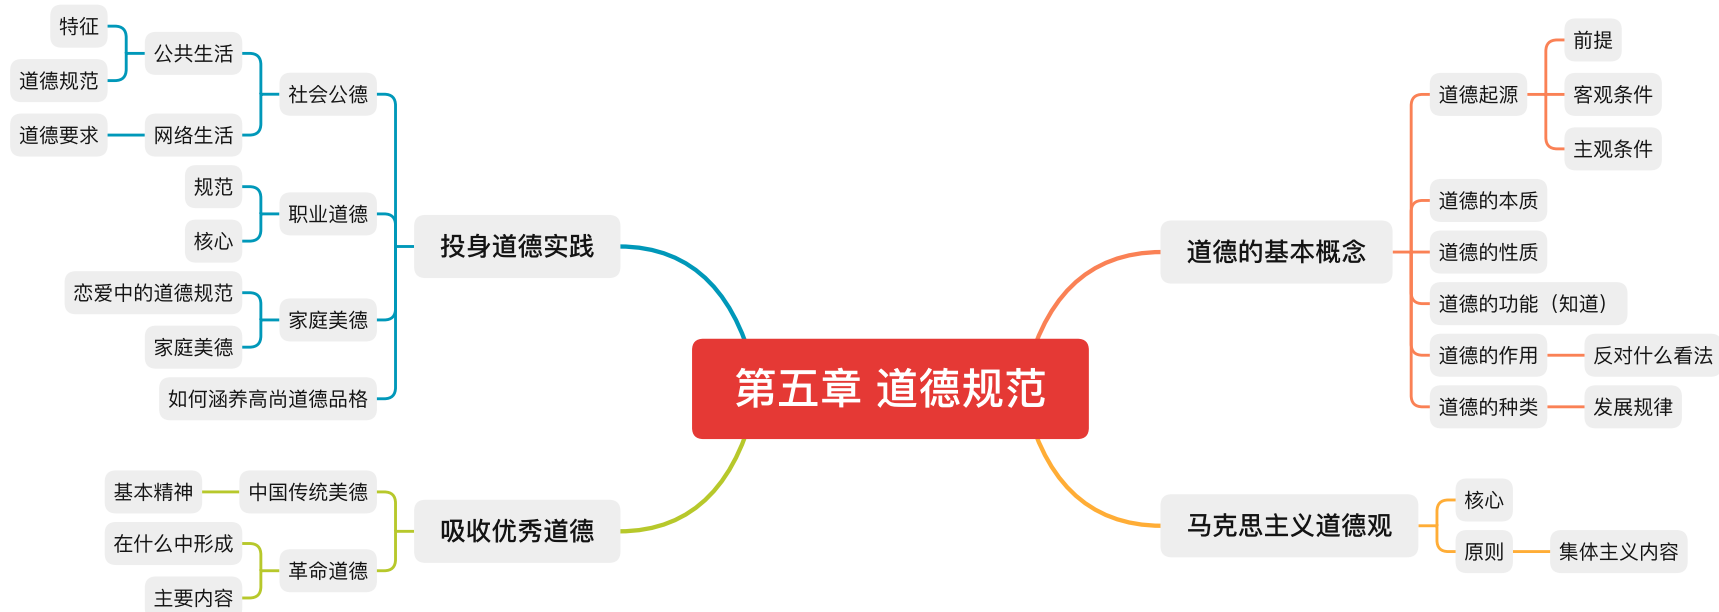 第五章 道德规范
道德的基本概念
道德起源
前提
客观条件
主观条件
道德的本质
道德的性质
道德的功能（知道）
道德的作用
反对什么看法
道德的种类
发展规律
马克思主义道德观
核心
原则
集体主义内容
投身道德实践
社会公德
公共生活
特征
道德规范
网络生活
道德要求
职业道德
规范
核心
家庭美德
恋爱中的道德规范
家庭美德
如何涵养高尚道德品格
吸收优秀道德
中国传统美德
基本精神
革命道德
在什么中形成
主要内容